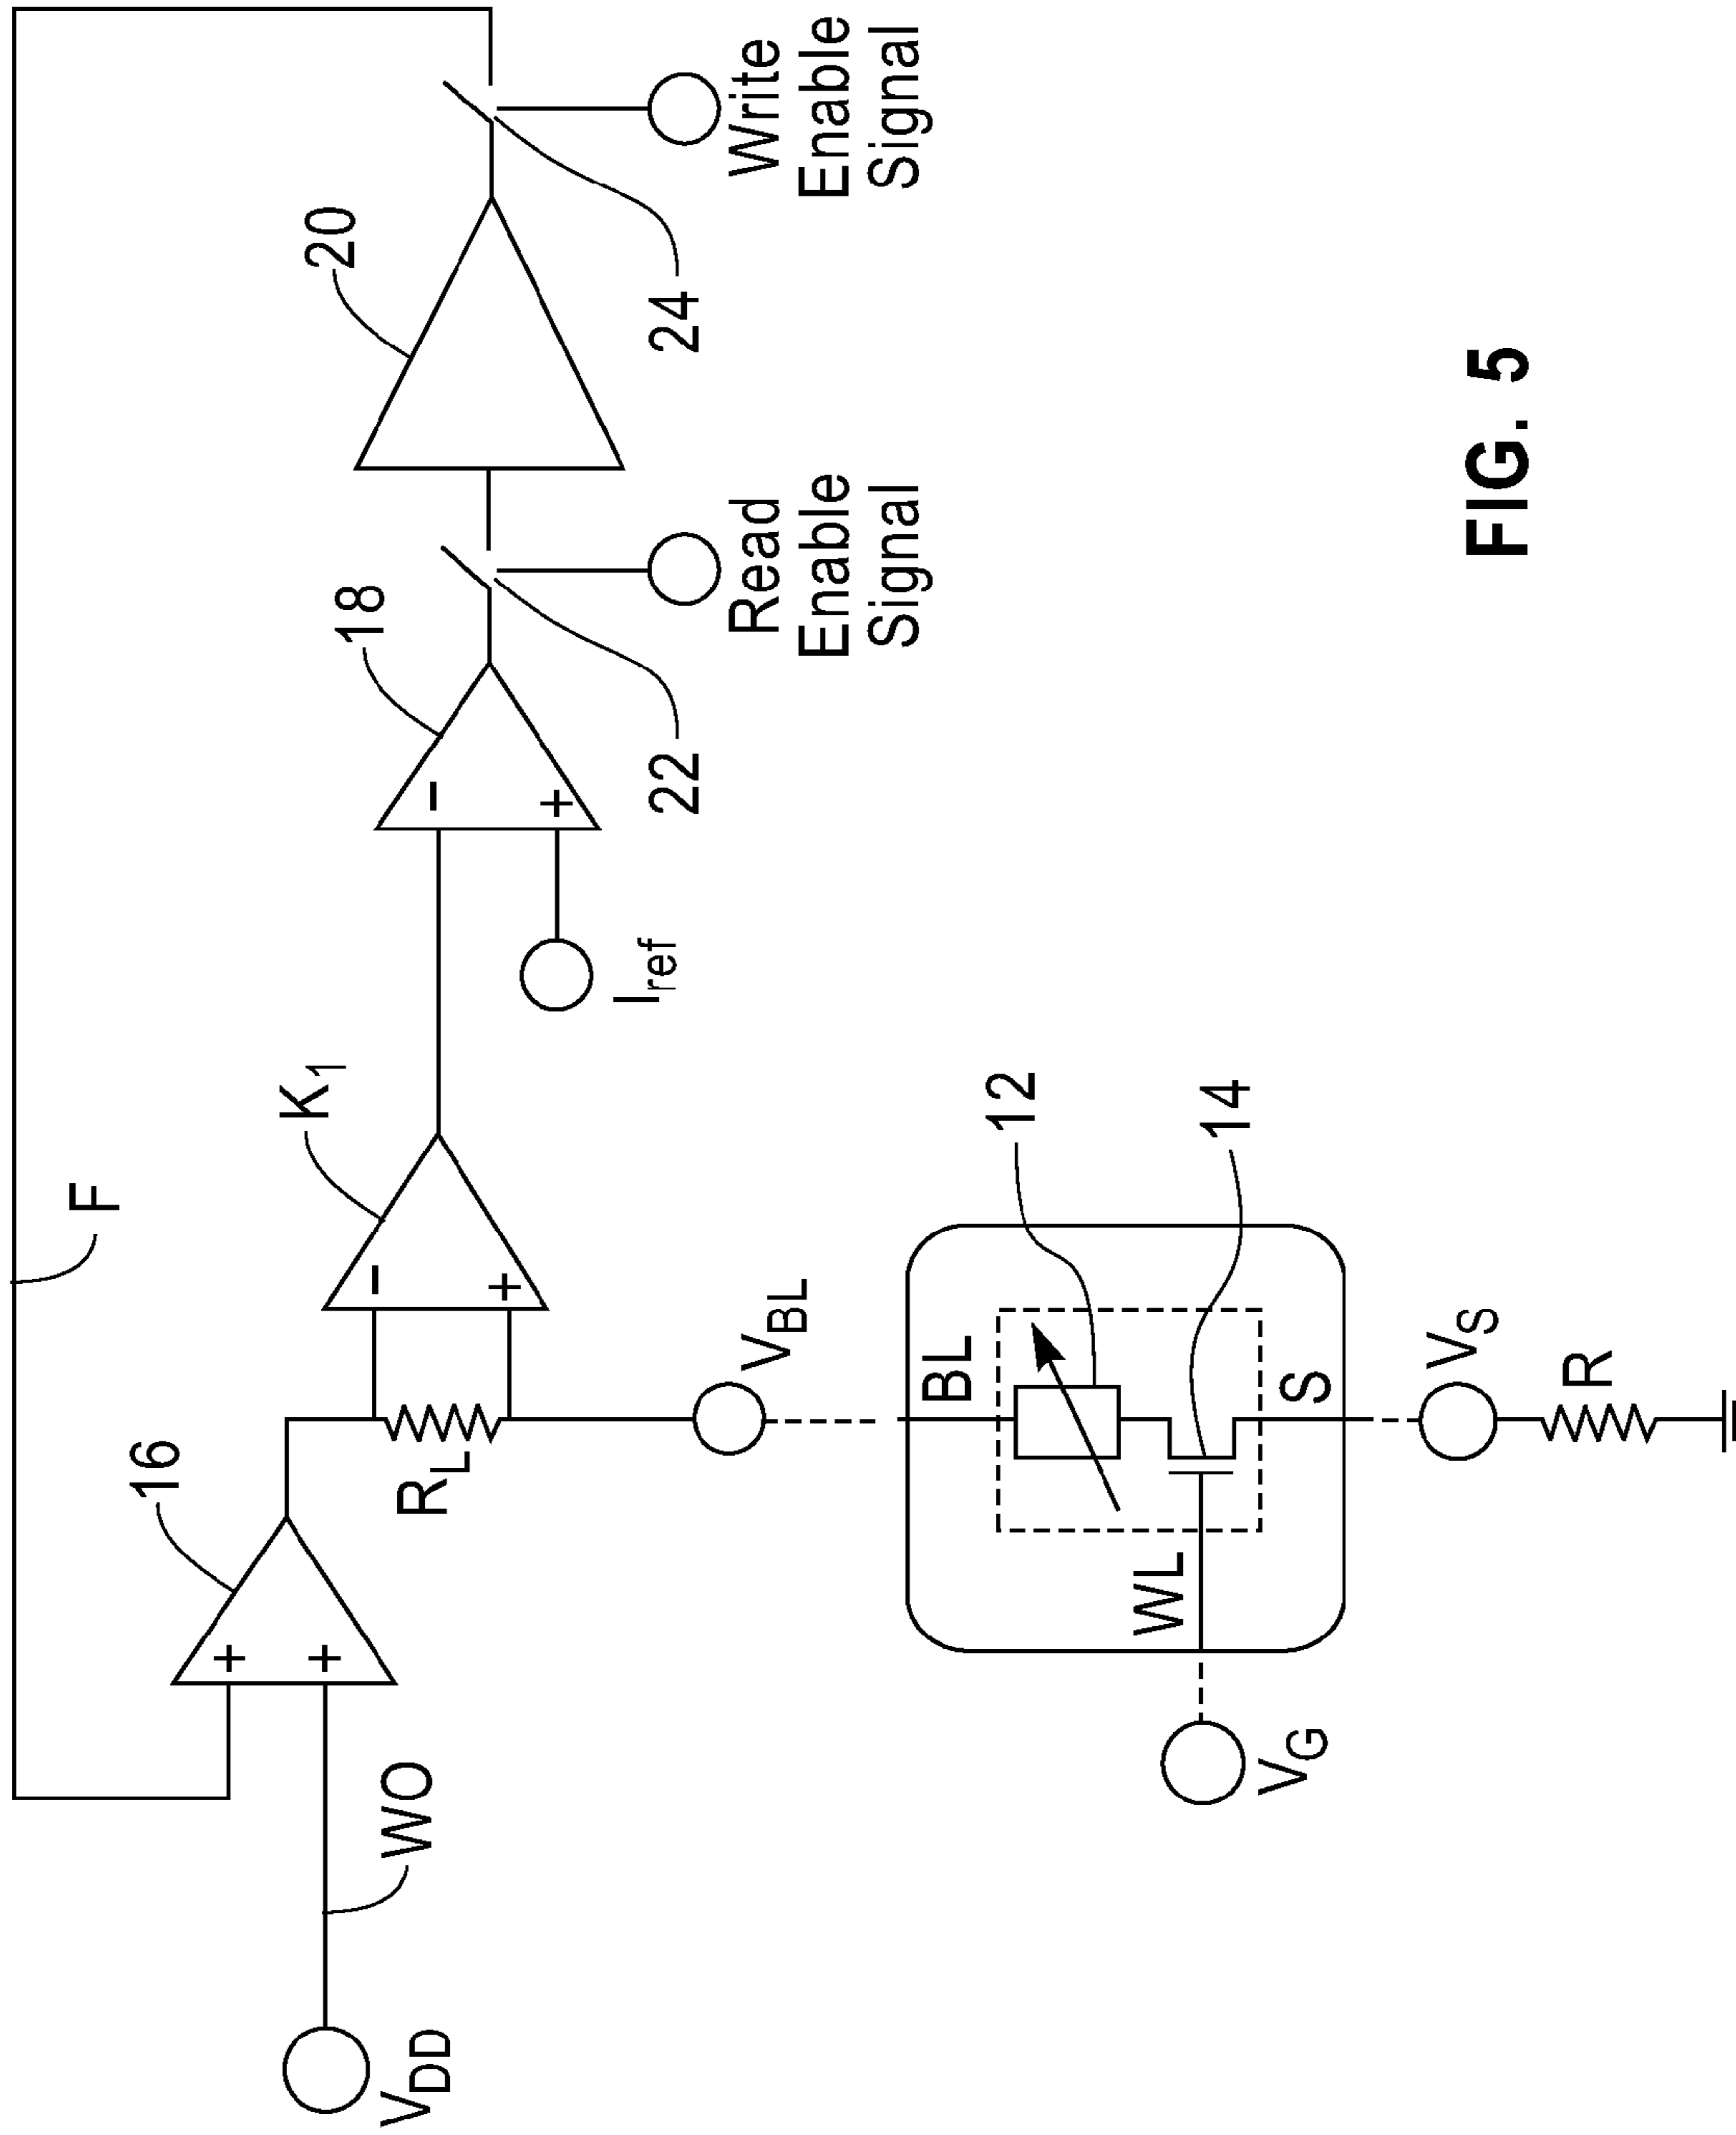 F
16
K1
18
20
+
+
−
+
−
+
WO
VDD
RL
VBL
Iref
22
24
Read
Enable
Signal
Write
Enable
Signal
BL
12
WL
14
VG
S
VS
R
FIG. 5